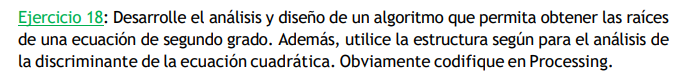 Ejercicio 18: Desarrolle el análisis y diseño de un algoritmo que permita obtener las raíces
de una ecuación de segundo grado. Además, utilice la estructura según para el análisis de
la discriminante de la ecuación cuadrática. Obviamente codifique en Processing.